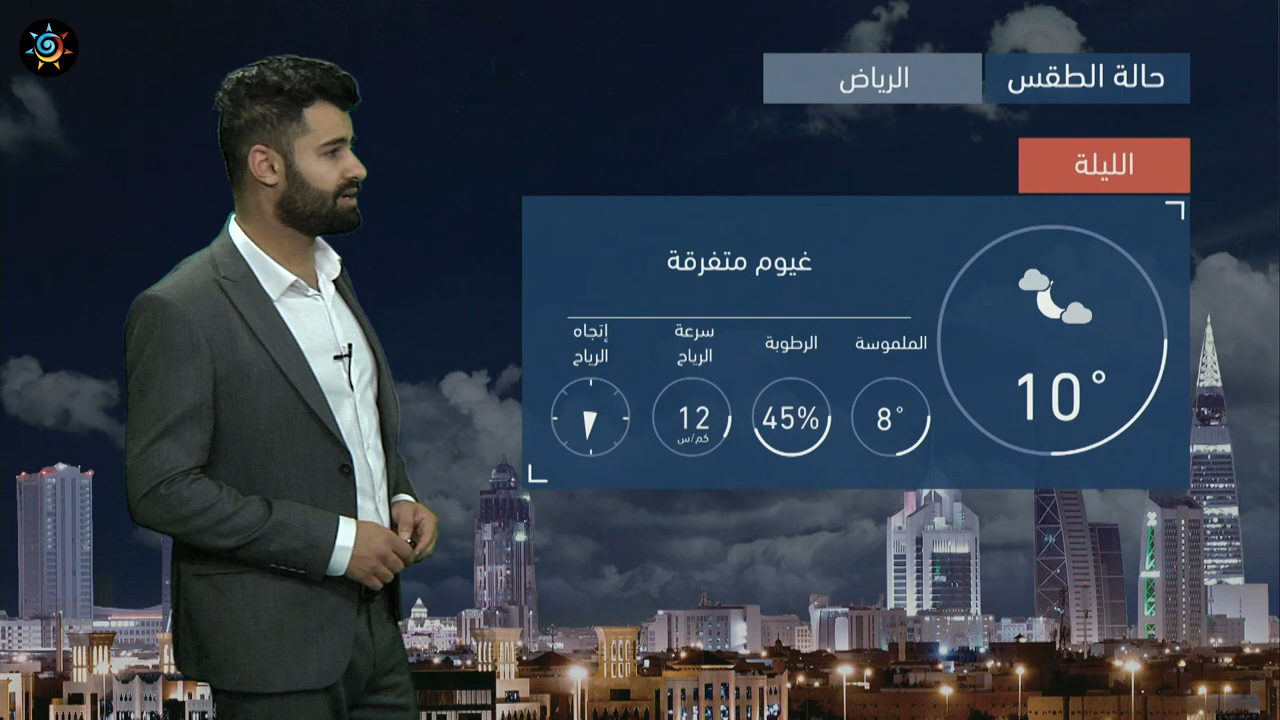 حالة الطقس
الرياض
الليلة
10°
غيوم متفرقة
الملموسة
8°
الرطوبة
45%
سرعة
الرياح
12
كم/س
إتجاه
الرياح